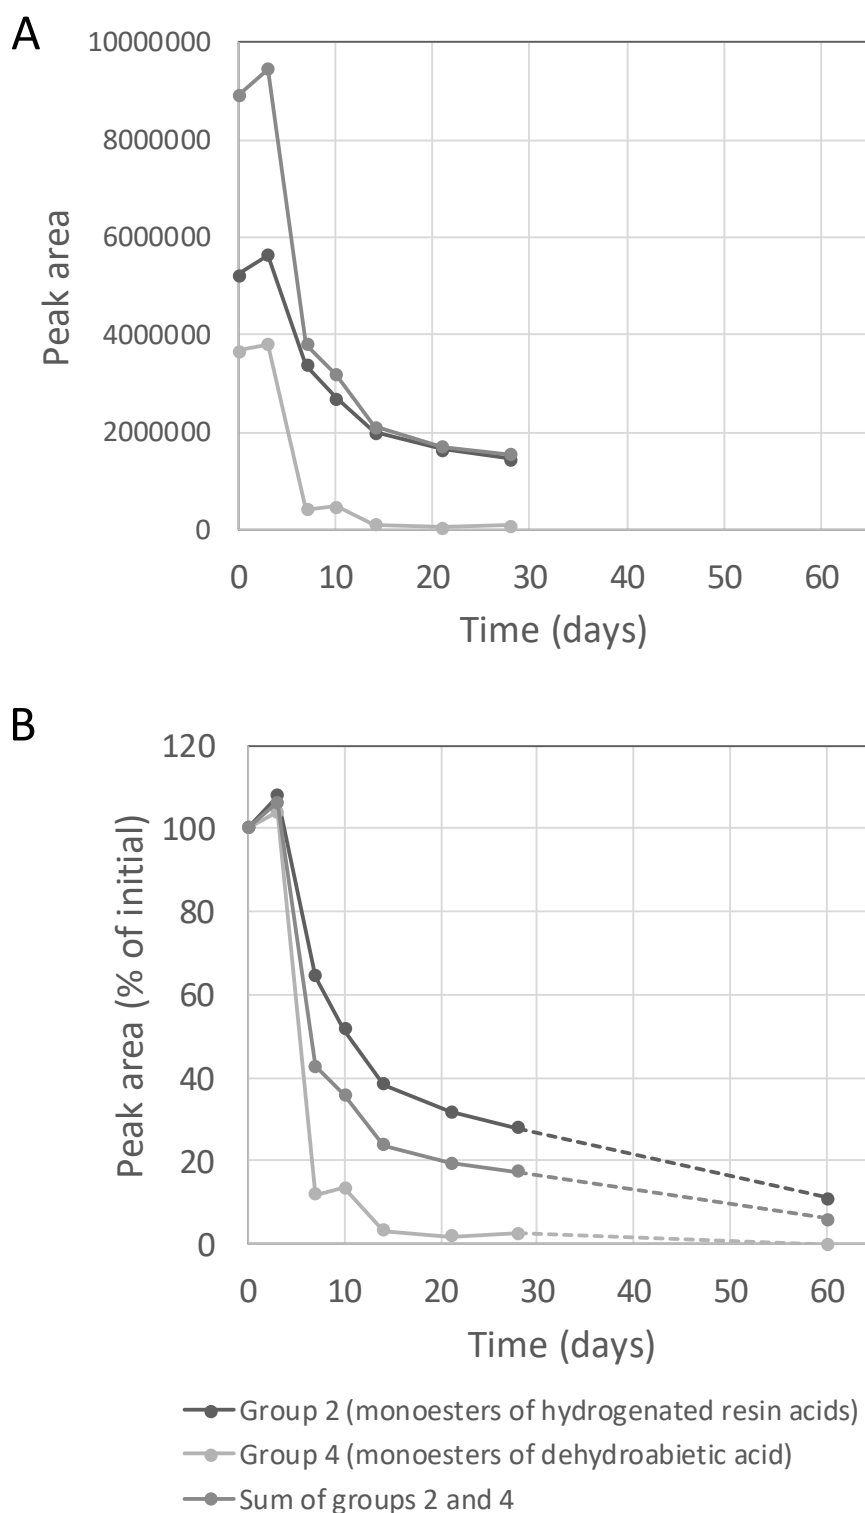 A
10000000
8000000
6000000
4000000
2000000
0
Peak area
0 10 20 30 40 50 60
Time (days)
B
120
100
80
60
40
20
0
Peak area (% of initial)
0 10 20 30 40 50 60
Time (days)
Group 2 (monoesters of hydrogenated resin acids)
Group 4 (monoesters of dehydroabietic acid)
Sum of groups 2 and 4